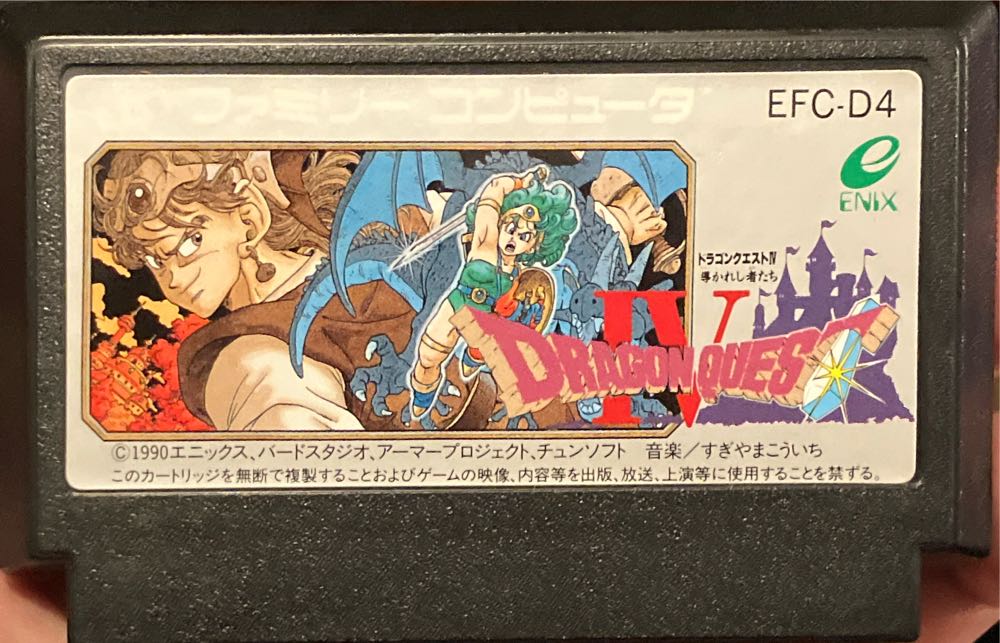 ファミリーコンピュータ
EFC-D4
ENIX
ドラゴンクエストIV
導かれし者たち
IV
DRAGON QUEST
©1990エニックス、バードスタジオ、アーマープロジェクト、チュンソフト 音楽／すぎやまこういち
このカートリッジを無断で複製することおよびゲームの映像、内容等を出版、放送、上演等に使用することを禁ずる。